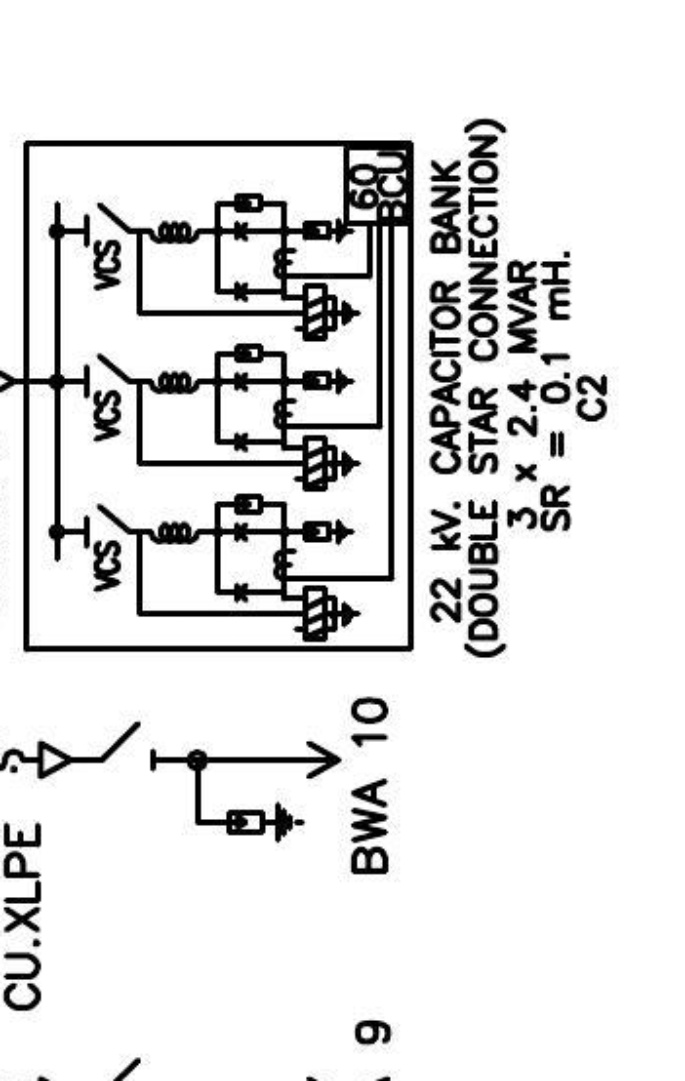 60
BCU
VCS
VCS
VCS
22 kV. CAPACITOR BANK
(DOUBLE STAR CONNECTION)
3 x 2.4 MVAR
SR = 0.1 mH.
C2
CU.XLPE
BWA 10
9